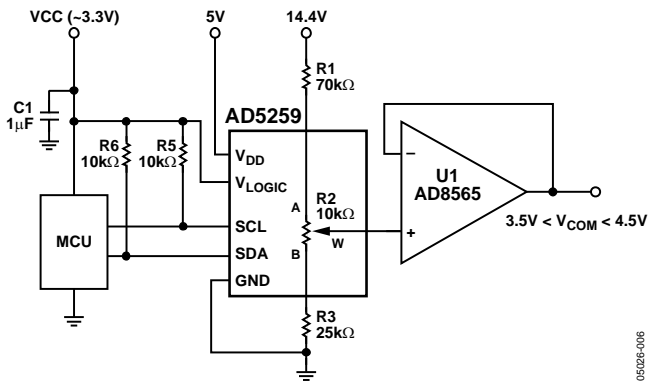 VCC (~3.3V)
5V
14.4V
R1
70kΩ
C1
1μF
AD5259
R6
10kΩ
R5
10kΩ
VDD
VLOGIC
A
R2
10kΩ
U1
AD8565
SCL
MCU
W
3.5V < VCOM < 4.5V
SDA
B
GND
R3
25kΩ
–
+
05026-006